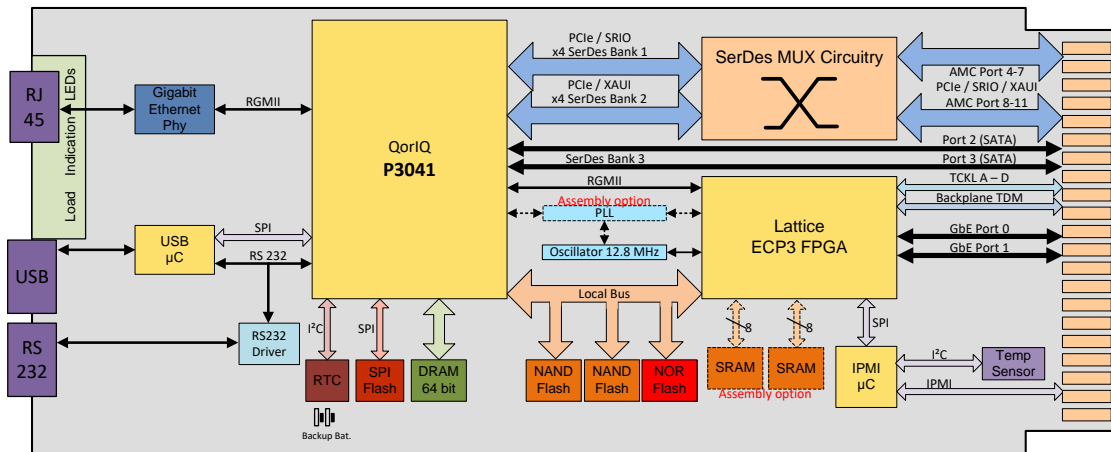 PCIe / SRIO
x4 SerDes Bank 1
SerDes MUX Circuitry
AMC Port 4-7
PCIe / SRIO / XAUI
AMC Port 8-11
PCIe / XAUI
x4 SerDes Bank 2
RJ
45
Load Indication LEDs
Gigabit
Ethernet
Phy
RGMII
QorIQ
P3041
Port 2 (SATA)
SerDes Bank 3
Port 3 (SATA)
RGMII
TCKL A – D
Assembly option
PLL
Backplane TDM
Lattice
ECP3 FPGA
GbE Port 0
GbE Port 1
Oscillator 12.8 MHz
USB
USB
µC
SPI
RS 232
Local Bus
RS
232
RS232
Driver
I²C
SPI
8
8
SPI
RTC
SPI
Flash
DRAM
64 bit
NAND
Flash
NAND
Flash
NOR
Flash
SRAM
SRAM
Assembly option
IPMI
µC
I²C
Temp
Sensor
IPMI
Backup Bat.